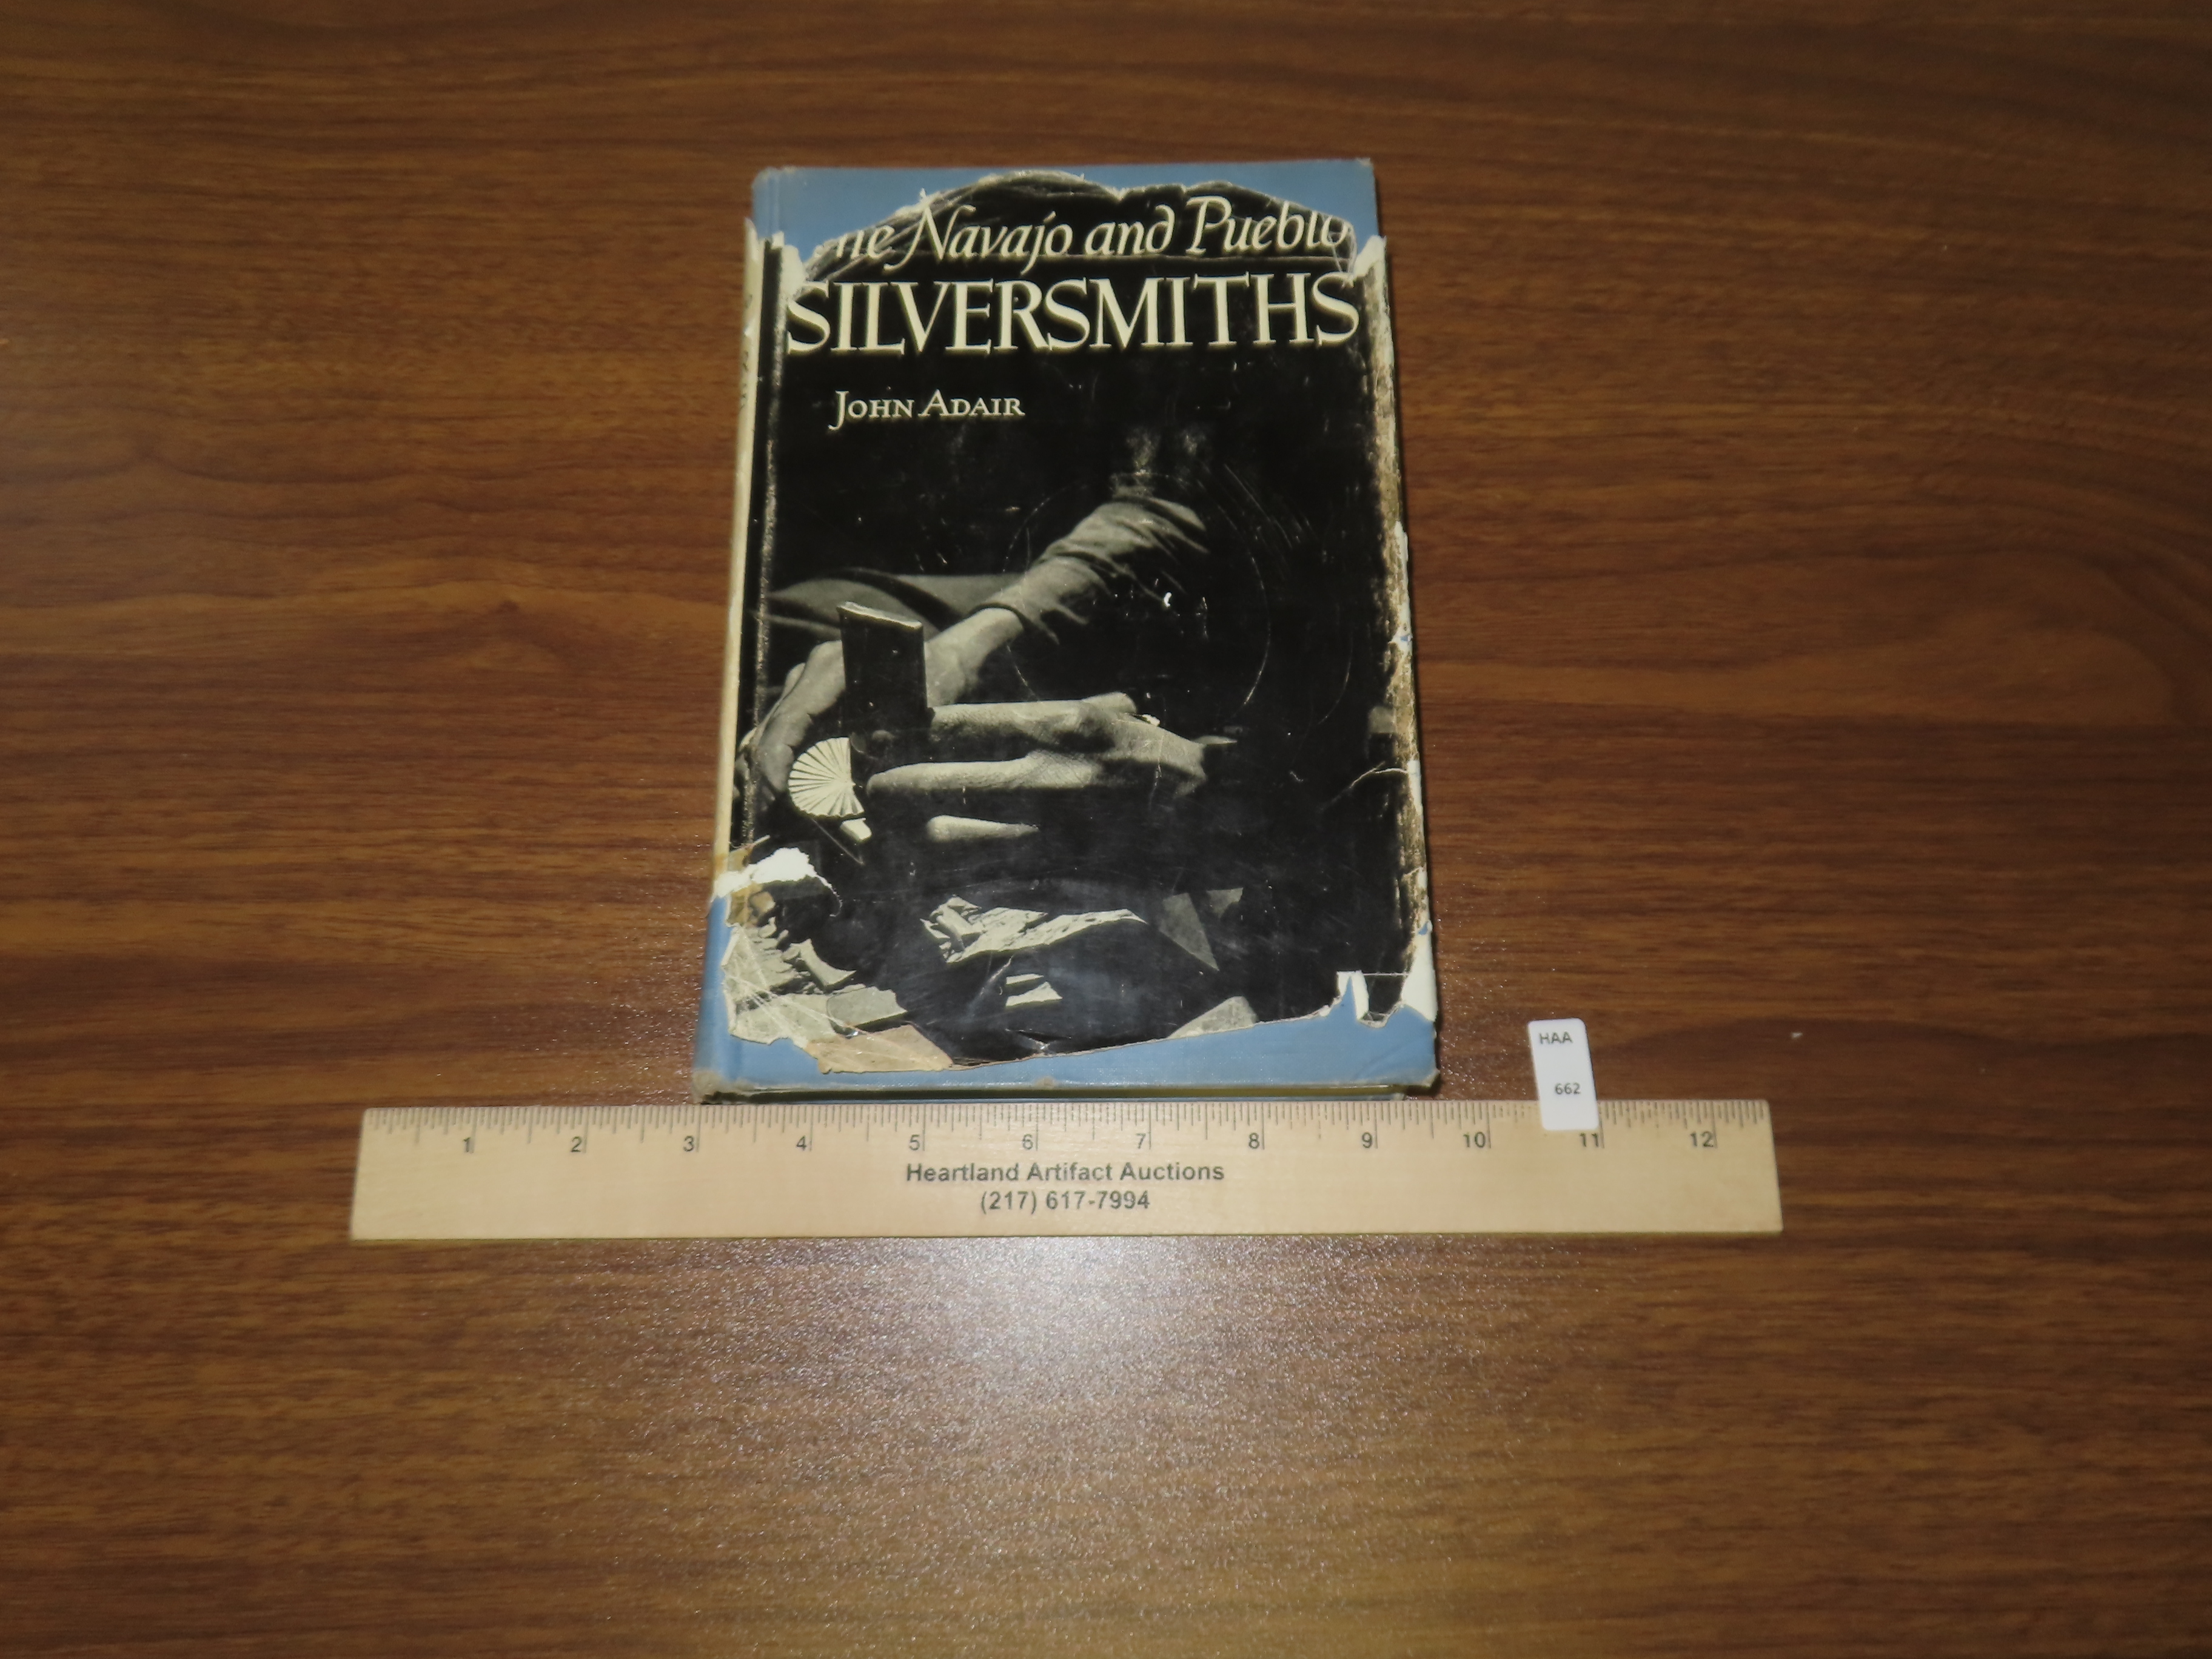 The Navajo and Pueblo
SILVERSMITHS
JOHN ADAIR
HAA
662
1 2 3 4 5 6 7 8 9 10 11 12
Heartland Artifact Auctions
(217) 617-7994